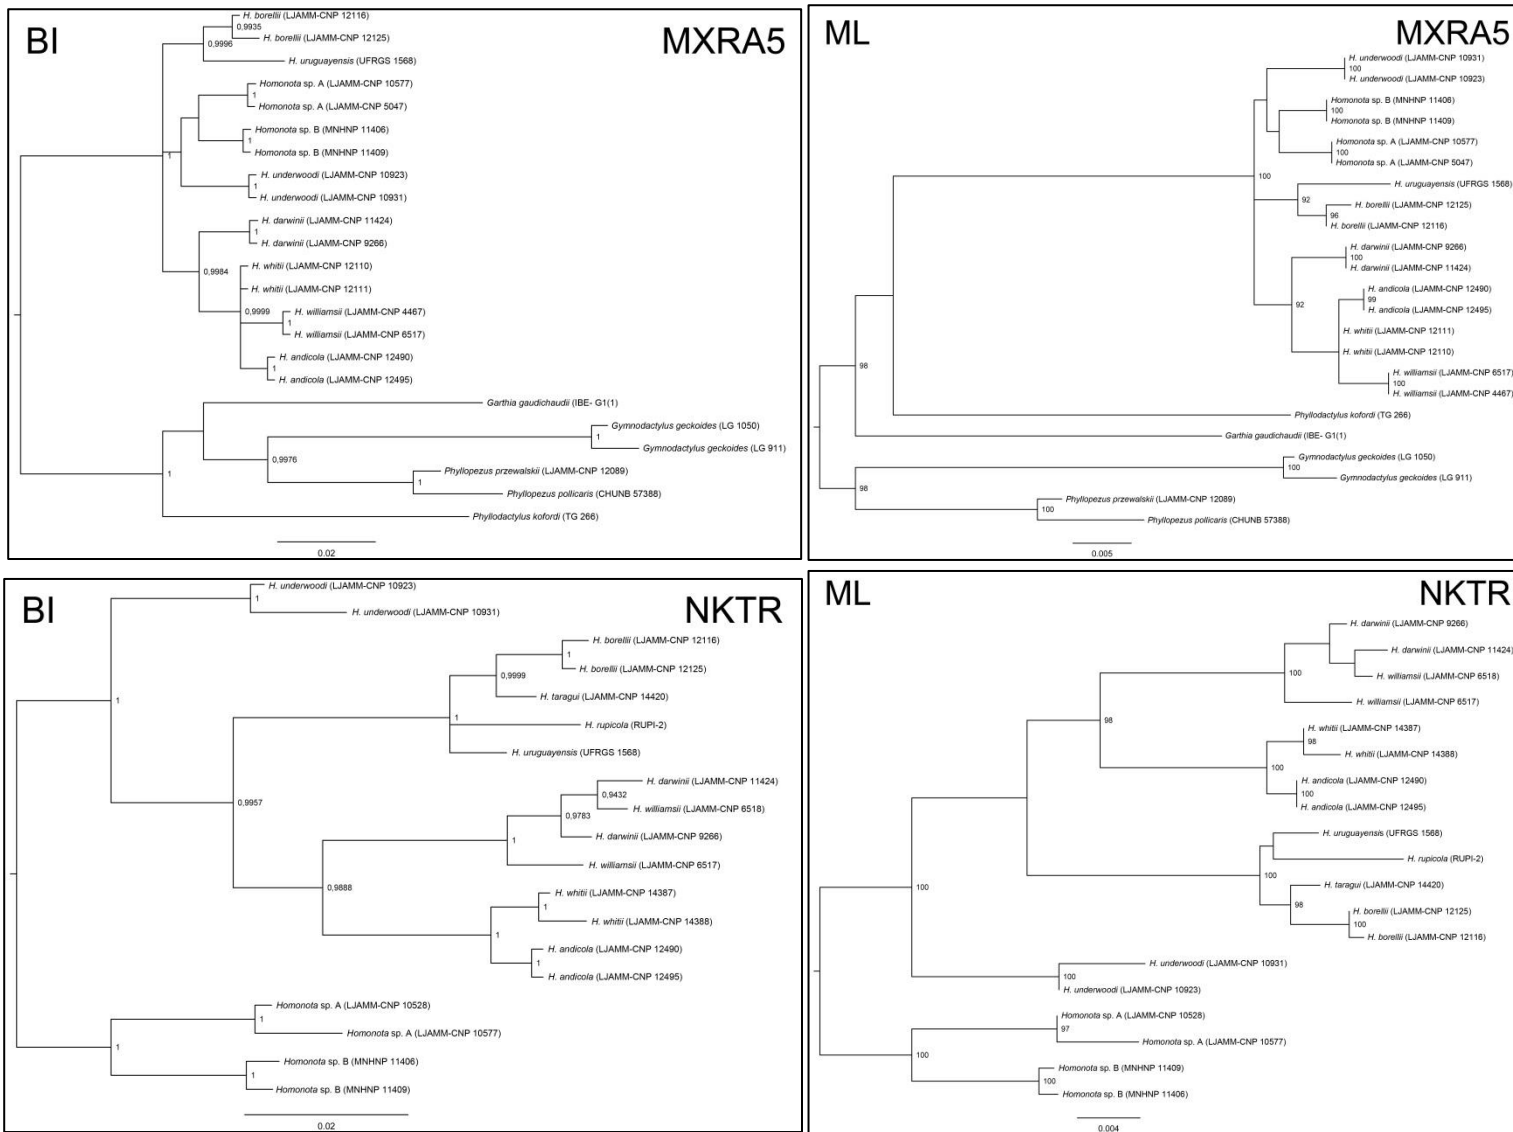 BI
MXRA5
H. borellii (LJAMM-CNP 12116)
0,9935
H. borellii (LJAMM-CNP 12125)
0,9996
H. uruguayensis (UFRGS 1568)
Homonota sp. A (LJAMM-CNP 10577)
1
Homonota sp. A (LJAMM-CNP 5047)
Homonota sp. B (MNHNP 11406)
1
Homonota sp. B (MNHNP 11409)
1
H. underwoodi (LJAMM-CNP 10923)
1
H. underwoodi (LJAMM-CNP 10931)
H. darwinii (LJAMM-CNP 11424)
1
H. darwinii (LJAMM-CNP 9266)
H. whitii (LJAMM-CNP 12110)
0,9984
H. whitii (LJAMM-CNP 12111)
0,9999
H. williamsii (LJAMM-CNP 4467)
1
H. williamsii (LJAMM-CNP 6517)
H. andicola (LJAMM-CNP 12490)
1
H. andicola (LJAMM-CNP 12495)
Garthia gaudichaudii (IBE- G1(1)
Gymnodactylus geckoides (LG 1050)
1
Gymnodactylus geckoides (LG 911)
0,9976
Phyllopezus przewalskii (LJAMM-CNP 12089)
1
1
Phyllopezus pollicaris (CHUNB 57388)
Phyllodactylus kofordi (TG 266)
0.02
ML
MXRA5
H. underwoodi (LJAMM-CNP 10931)
100
H. underwoodi (LJAMM-CNP 10923)
Homonota sp. B (MNHNP 11406)
100
Homonota sp. B (MNHNP 11409)
Homonota sp. A (LJAMM-CNP 10577)
100
Homonota sp. A (LJAMM-CNP 5047)
100
H. uruguayensis (UFRGS 1568)
92
H. borellii (LJAMM-CNP 12125)
96
H. borellii (LJAMM-CNP 12116)
H. darwinii (LJAMM-CNP 9266)
100
H. darwinii (LJAMM-CNP 11424)
H. andicola (LJAMM-CNP 12490)
99
92
H. andicola (LJAMM-CNP 12495)
H. whitii (LJAMM-CNP 12111)
H. whitii (LJAMM-CNP 12110)
98
H. williamsii (LJAMM-CNP 6517)
100
H. williamsii (LJAMM-CNP 4467)
Phyllodactylus kofordi (TG 266)
Garthia gaudichaudii (IBE- G1(1)
Gymnodactylus geckoides (LG 1050)
100
Gymnodactylus geckoides (LG 911)
98
Phyllopezus przewalskii (LJAMM-CNP 12089)
100
Phyllopezus pollicaris (CHUNB 57388)
0.005
BI
NKTR
H. underwoodi (LJAMM-CNP 10923)
1
H. underwoodi (LJAMM-CNP 10931)
H. borellii (LJAMM-CNP 12116)
1
H. borellii (LJAMM-CNP 12125)
0,9999
H. taragui (LJAMM-CNP 14420)
1
1
H. rupicola (RUPI-2)
H. uruguayensis (UFRGS 1568)
H. darwinii (LJAMM-CNP 11424)
0,9432
0,9957
H. williamsii (LJAMM-CNP 6518)
0,9783
H. darwinii (LJAMM-CNP 9266)
1
H. williamsii (LJAMM-CNP 6517)
0,9888
H. whitii (LJAMM-CNP 14387)
1
H. whitii (LJAMM-CNP 14388)
1
H. andicola (LJAMM-CNP 12490)
1
H. andicola (LJAMM-CNP 12495)
Homonota sp. A (LJAMM-CNP 10528)
1
Homonota sp. A (LJAMM-CNP 10577)
1
Homonota sp. B (MNHNP 11406)
1
Homonota sp. B (MNHNP 11409)
0.02
ML
NKTR
H. darwinii (LJAMM-CNP 9266)
H. darwinii (LJAMM-CNP 11424)
100
H. williamsii (LJAMM-CNP 6518)
H. williamsii (LJAMM-CNP 6517)
98
H. whitii (LJAMM-CNP 14387)
98
H. whitii (LJAMM-CNP 14388)
100
H. andicola (LJAMM-CNP 12490)
100
H. andicola (LJAMM-CNP 12495)
H. uruguayensis (UFRGS 1568)
H. rupicola (RUPI-2)
100
H. taragui (LJAMM-CNP 14420)
100
98
H. borellii (LJAMM-CNP 12125)
100
H. borellii (LJAMM-CNP 12116)
H. underwoodi (LJAMM-CNP 10931)
100
H. underwoodi (LJAMM-CNP 10923)
Homonota sp. A (LJAMM-CNP 10528)
97
Homonota sp. A (LJAMM-CNP 10577)
100
Homonota sp. B (MNHNP 11409)
100
Homonota sp. B (MNHNP 11406)
0.004